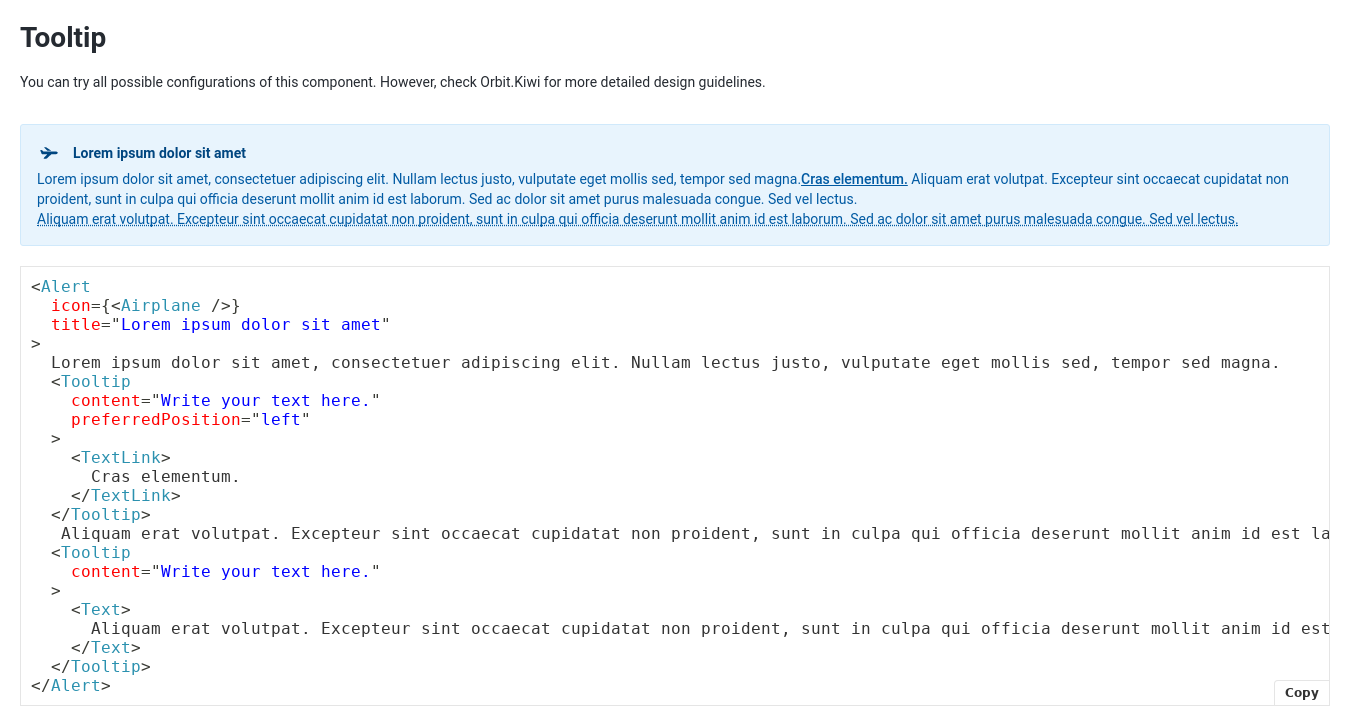 Tooltip
You can try all possible configurations of this component. However, check Orbit.Kiwi for more detailed design guidelines.
Lorem ipsum dolor sit amet
Lorem ipsum dolor sit amet, consectetuer adipiscing elit. Nullam lectus justo, vulputate eget mollis sed, tempor sed magna.Cras elementum. Aliquam erat volutpat. Excepteur sint occaecat cupidatat non
proident, sunt in culpa qui officia deserunt mollit anim id est laborum. Sed ac dolor sit amet purus malesuada congue. Sed vel lectus.
Aliquam erat volutpat. Excepteur sint occaecat cupidatat non proident, sunt in culpa qui officia deserunt mollit anim id est laborum. Sed ac dolor sit amet purus malesuada congue. Sed vel lectus.
<Alert
  icon={<Airplane />}
  title="Lorem ipsum dolor sit amet"
>
  Lorem ipsum dolor sit amet, consectetuer adipiscing elit. Nullam lectus justo, vulputate eget mollis sed, tempor sed magna.
  <Tooltip
    content="Write your text here."
    preferredPosition="left"
  >
    <TextLink>
      Cras elementum.
    </TextLink>
  </Tooltip>
   Aliquam erat volutpat. Excepteur sint occaecat cupidatat non proident, sunt in culpa qui officia deserunt mollit anim id est la
  <Tooltip
    content="Write your text here."
  >
    <Text>
      Aliquam erat volutpat. Excepteur sint occaecat cupidatat non proident, sunt in culpa qui officia deserunt mollit anim id est
    </Text>
  </Tooltip>
</Alert>
Copy